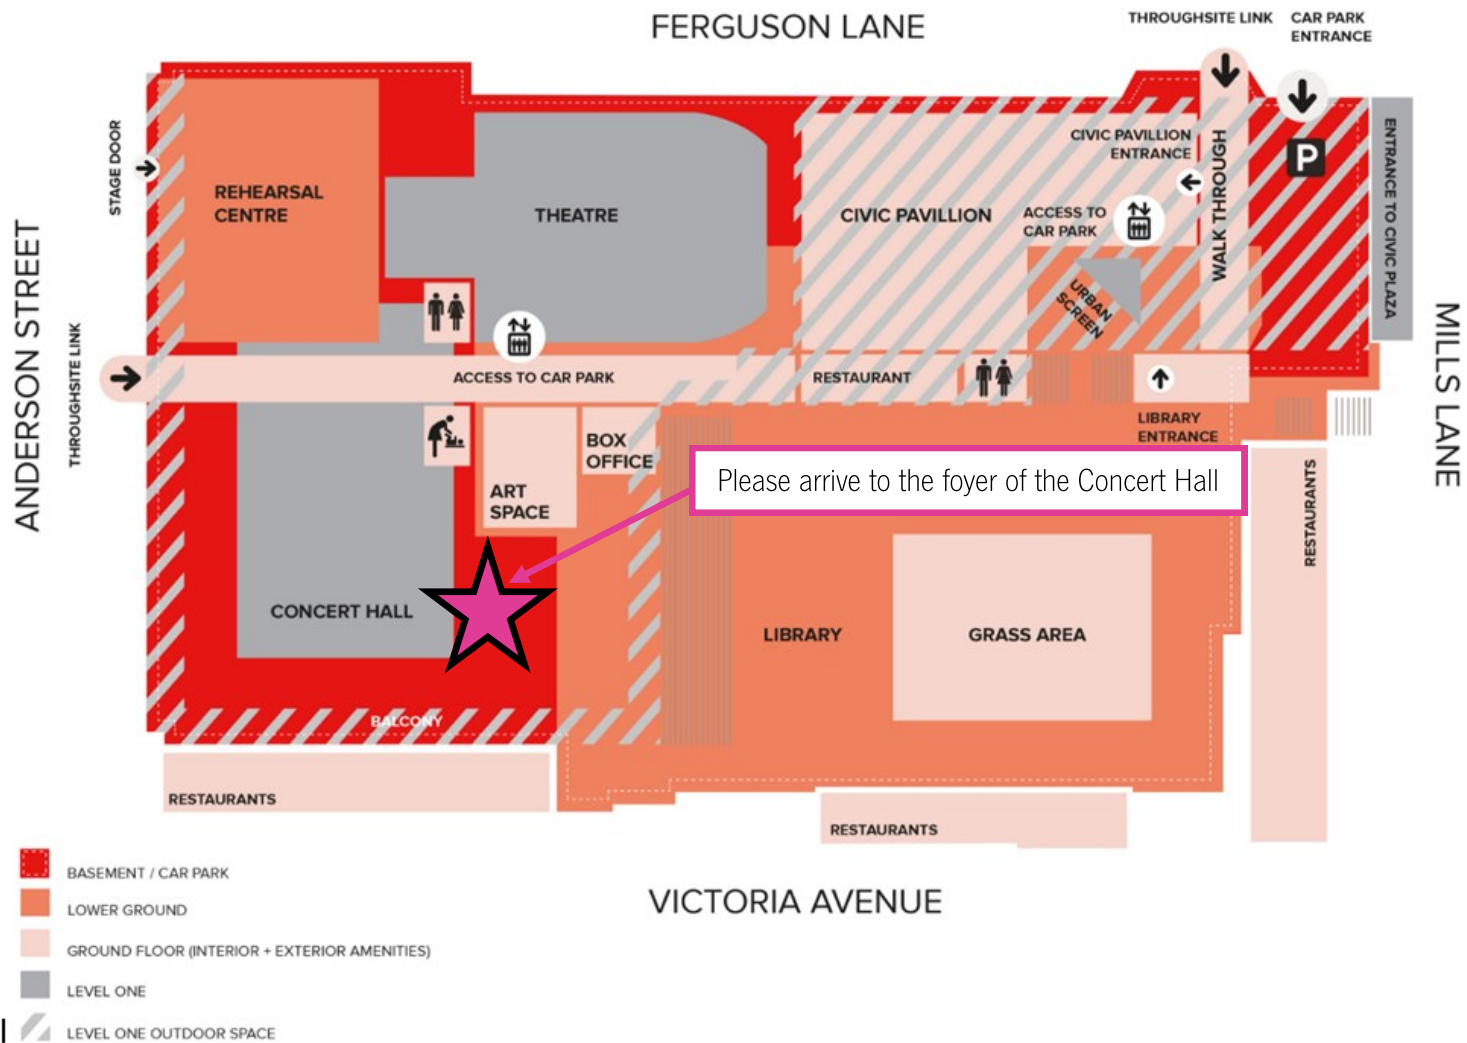 FERGUSON LANE
THROUGHSITE LINK
CAR PARK
ENTRANCE
STAGE DOOR
REHEARSAL
CENTRE
THEATRE
CIVIC PAVILLION
CIVIC PAVILLION
ENTRANCE
ACCESS TO
CAR PARK
WALK THROUGH
P
ENTRANCE TO CIVIC PLAZA
URBAN
SCREEN
ANDERSON STREET
THROUGHSITE LINK
MILLS LANE
ACCESS TO CAR PARK
RESTAURANT
LIBRARY
ENTRANCE
BOX
OFFICE
ART
SPACE
Please arrive to the foyer of the Concert Hall
RESTAURANTS
CONCERT HALL
LIBRARY
GRASS AREA
BALCONY
RESTAURANTS
RESTAURANTS
BASEMENT / CAR PARK
LOWER GROUND
GROUND FLOOR (INTERIOR + EXTERIOR AMENITIES)
LEVEL ONE
LEVEL ONE OUTDOOR SPACE
VICTORIA AVENUE